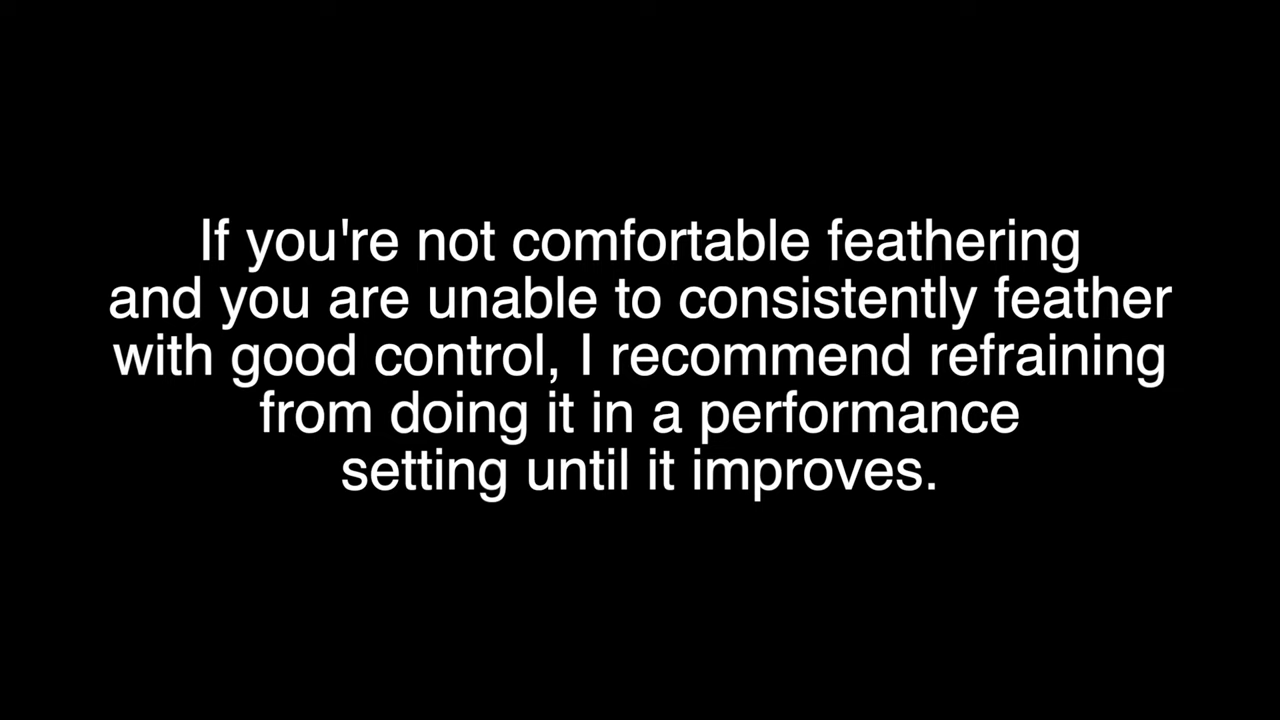 If you're not comfortable feathering
and you are unable to consistently feather
with good control, I recommend refraining
from doing it in a performance
setting until it improves.